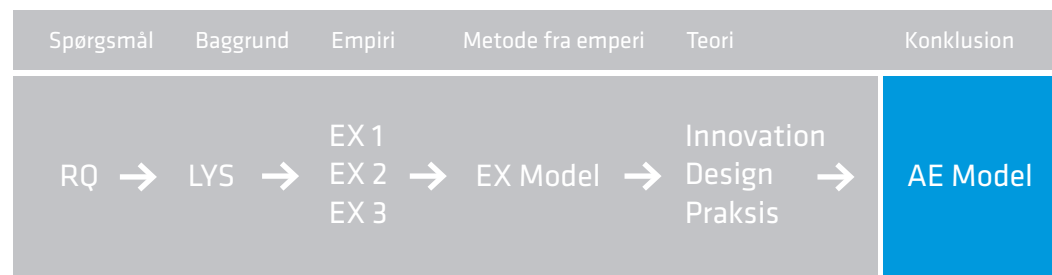 Spørgsmål Baggrund Empiri Metode fra emperi Teori Konklusion
EX 1 Innovation
RQ → LYS → EX 2 → EX Model → Design → AE Model
EX 3 Praksis